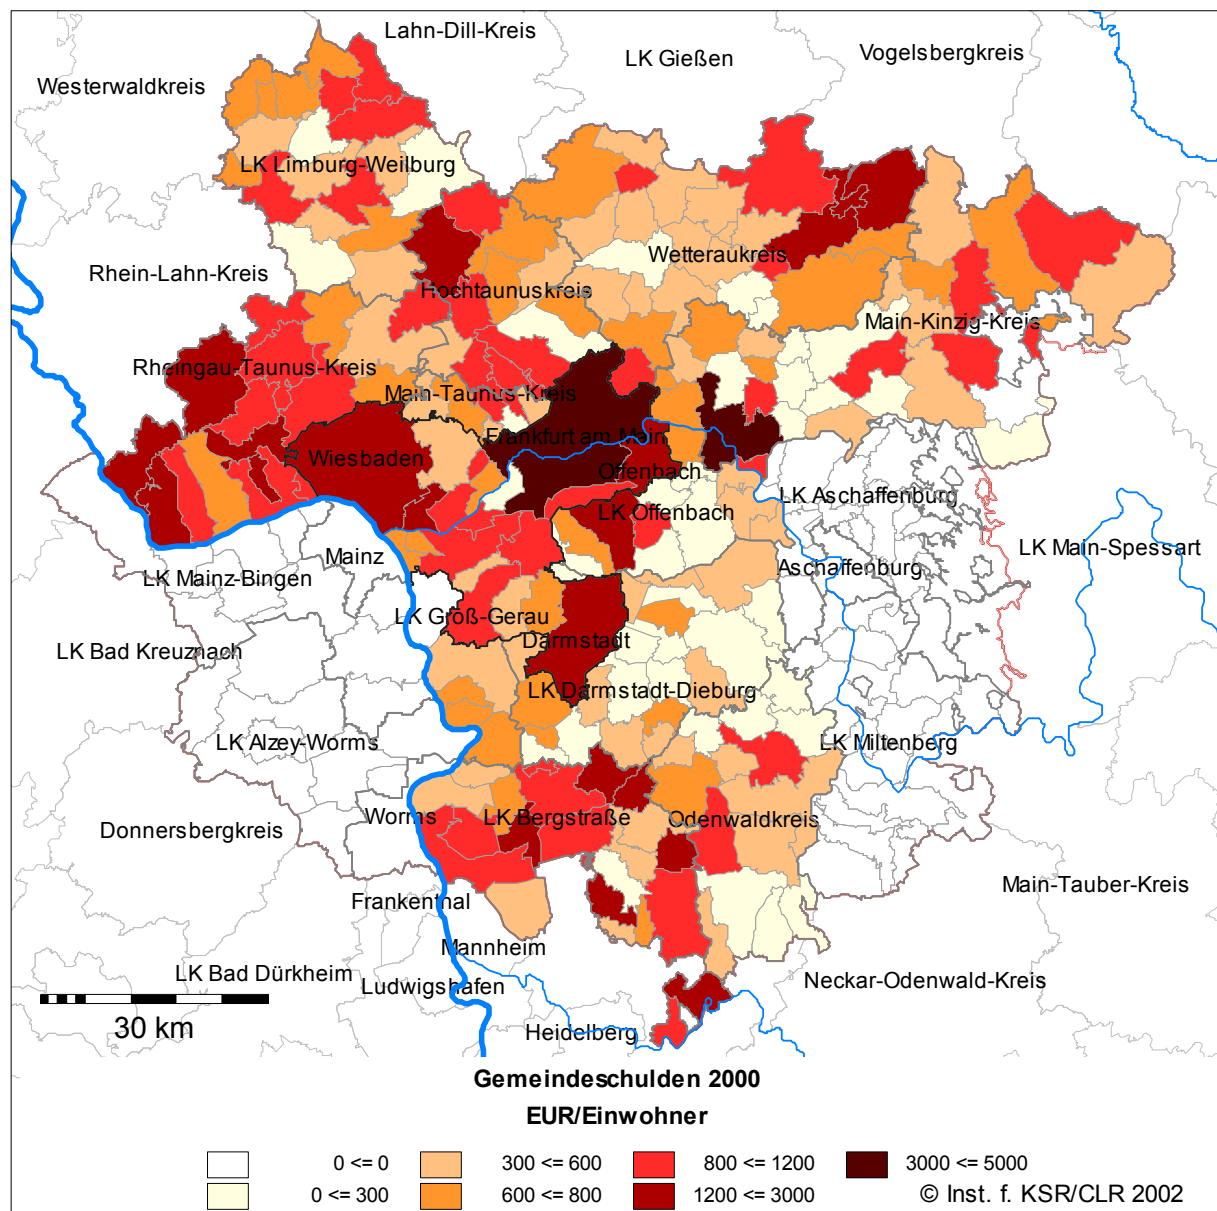 Lahn-Dill-Kreis
LK Gießen
Vogelsbergkreis
Westerwaldkreis
LK Limburg-Weilburg
Wetteraukreis
Rhein-Lahn-Kreis
Hochtaunuskreis
Main-Kinzig-Kreis
Rheingau-Taunus-Kreis
Main-Taunus-Kreis
Frankfurt am Main
Wiesbaden
Offenbach
LK Aschaffenburg
LK Offenbach
Mainz
LK Main-Spessart
LK Mainz-Bingen
Aschaffenburg
LK Groß-Gerau
Darmstadt
LK Bad Kreuznach
LK Darmstadt-Dieburg
LK Alzey-Worms
LK Miltenberg
Worms
LK Bergstraße
Odenwaldkreis
Donnersbergkreis
Main-Tauber-Kreis
Frankenthal
Mannheim
LK Bad Dürkheim
Ludwigshafen
Neckar-Odenwald-Kreis
30 km
Heidelberg
Gemeindeschulden 2000
EUR/Einwohner
0 <= 0
300 <= 600
800 <= 1200
3000 <= 5000
0 <= 300
600 <= 800
1200 <= 3000
© Inst. f. KSR/CLR 2002